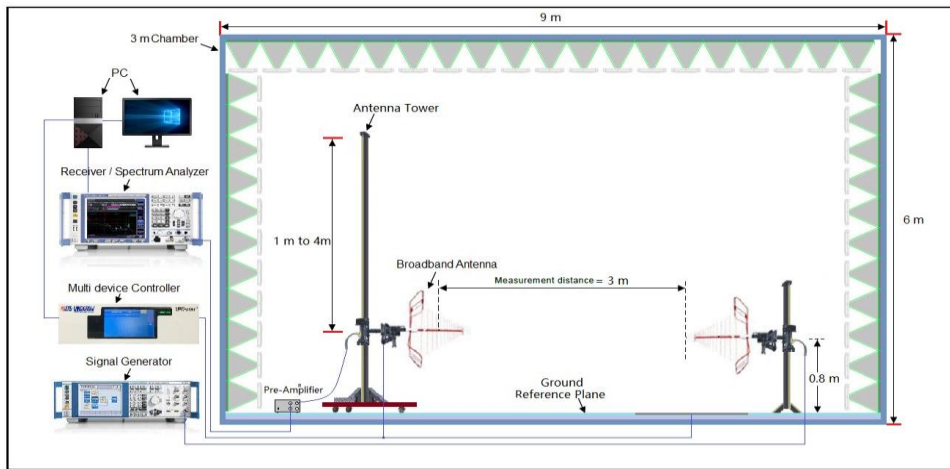 9 m
3 m Chamber
PC
Antenna Tower
Receiver / Spectrum Analyzer
6 m
1 m to 4m
Broadband Antenna
Measurement distance = 3 m
Multi device Controller
Signal Generator
Pre-Amplifier
Ground
Reference Plane
0.8 m